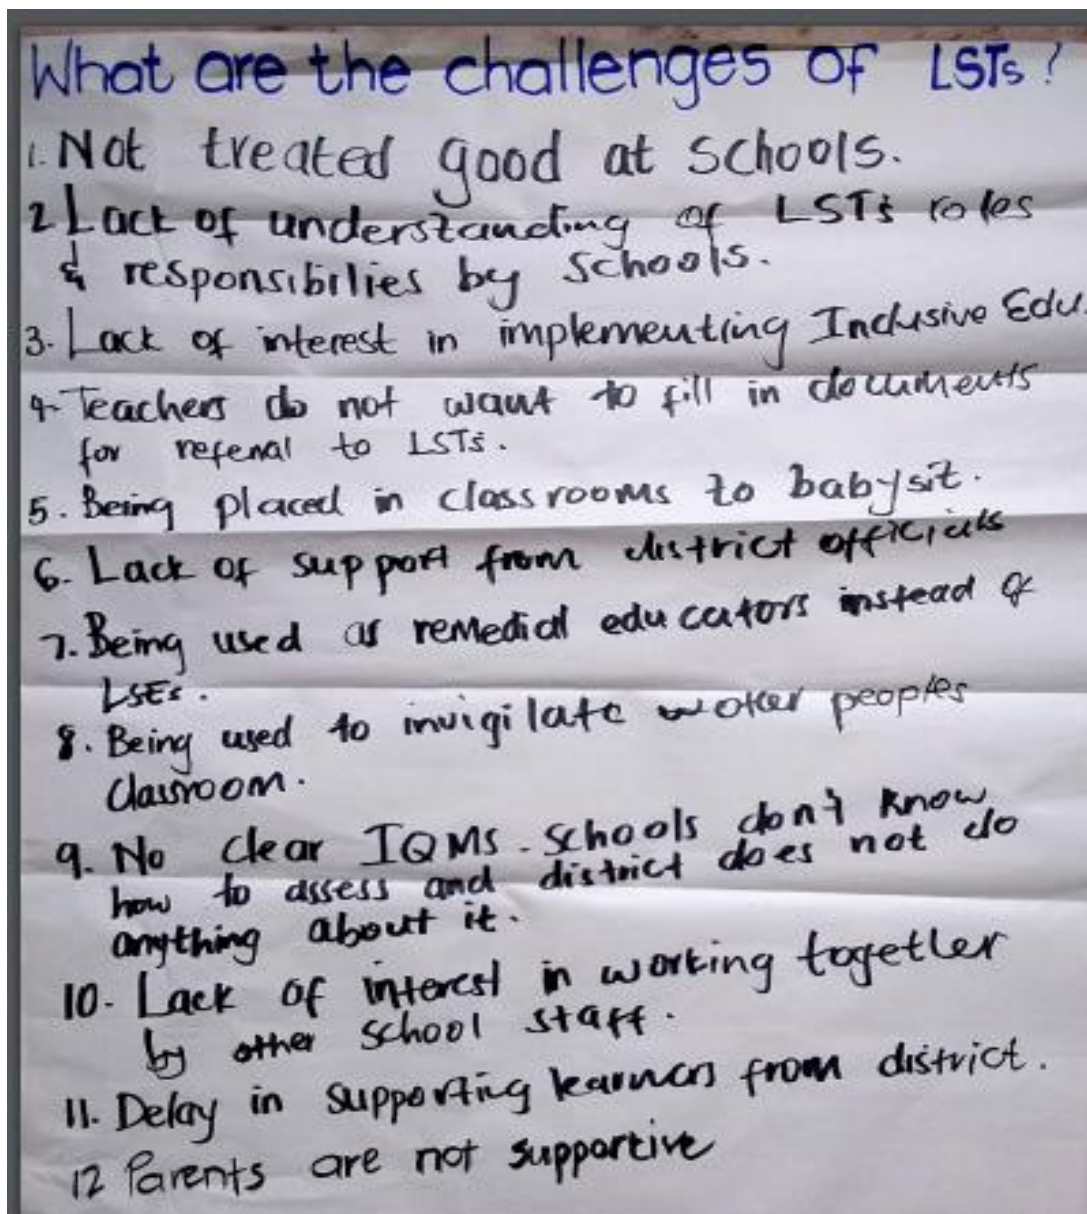 What are the challenges of LSTs?
1. Not treated good at schools.
2 Lack of understanding of LSTs roles
& responsibilies by schools.
3. Lack of interest in implementing Inclusive Edu.
4. Teachers do not want to fill in documents
for referral to LSTs.
5. Being placed in classrooms to babysit.
6. Lack of support from district officials
7. Being used as remedial educators instead of
LSEs.
8. Being used to invigilate peoples
classroom.
9. No clear IQMS - schools don't know
how to assess and district does not do
anything about it.
10. Lack of interest in working together
by other school staff.
11. Delay in supporting learners from district.
12 Parents are not supportive